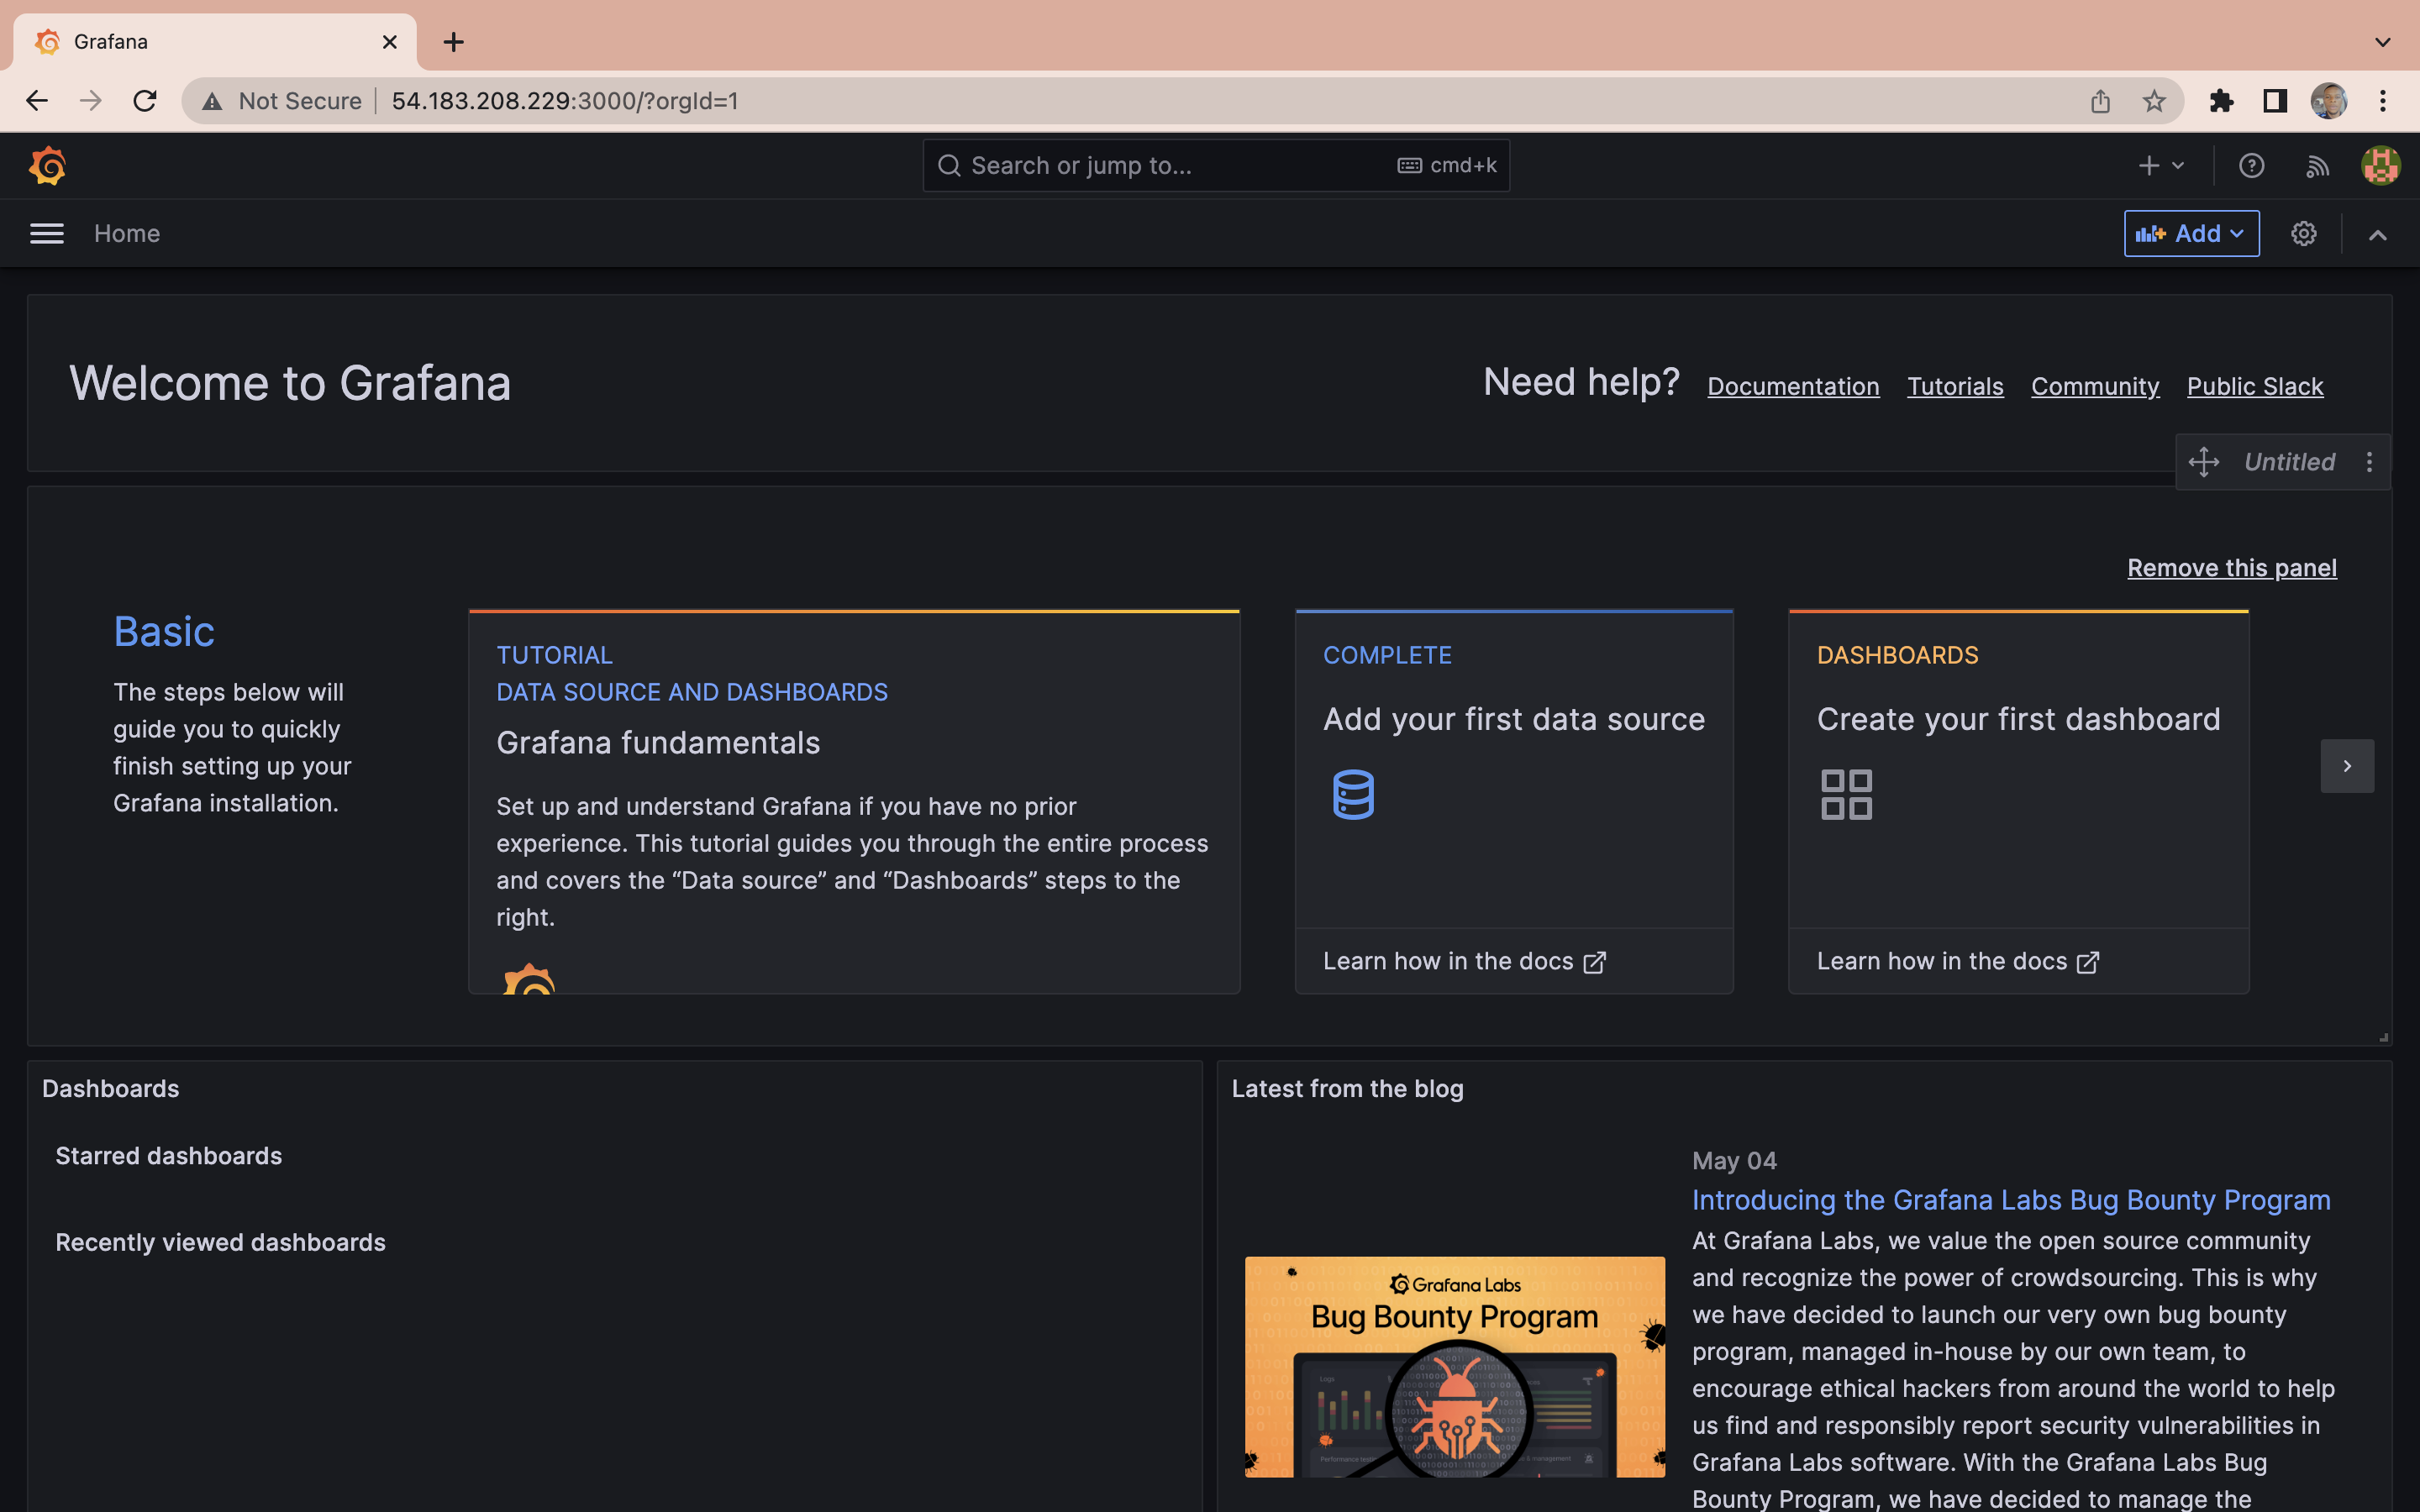 Grafana
Not Secure
54.183.208.229:3000/?orgId=1
Search or jump to...
cmd+k
Home
Add
Welcome to Grafana
Need help?
Documentation
Tutorials
Community
Public Slack
Untitled
Remove this panel
Basic
The steps below will
guide you to quickly
finish setting up your
Grafana installation.
TUTORIAL
DATA SOURCE AND DASHBOARDS
Grafana fundamentals
Set up and understand Grafana if you have no prior
experience. This tutorial guides you through the entire process
and covers the “Data source” and “Dashboards” steps to the
right.
COMPLETE
Add your first data source
Learn how in the docs
DASHBOARDS
Create your first dashboard
Learn how in the docs
Dashboards
Starred dashboards
Recently viewed dashboards
Latest from the blog
Grafana Labs
Bug Bounty Program
Logs
May 04
Introducing the Grafana Labs Bug Bounty Program
At Grafana Labs, we value the open source community
and recognize the power of crowdsourcing. This is why
we have decided to launch our very own bug bounty
program, managed in-house by our own team, to
encourage ethical hackers from around the world to help
us find and responsibly report security vulnerabilities in
Grafana Labs software. With the Grafana Labs Bug
Bounty Program, we have decided to manage the